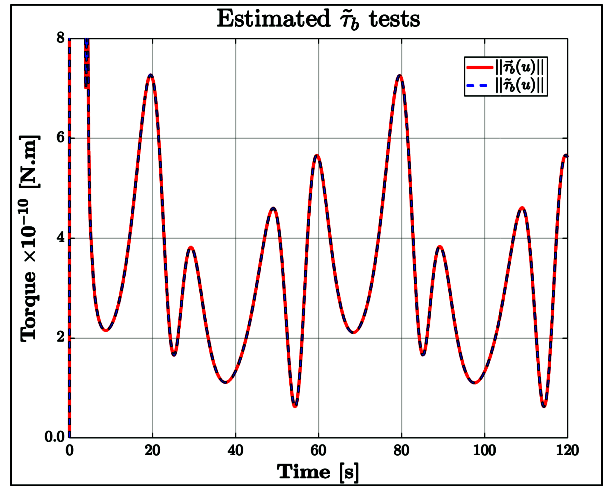 Estimated τ̃_b tests
||τ⃗_b(u)||
||τ̃_b(u)||
Torque ×10⁻¹⁰ [N.m]
8
6
4
2
0.0
0
20
40
60
80
100
120
Time [s]